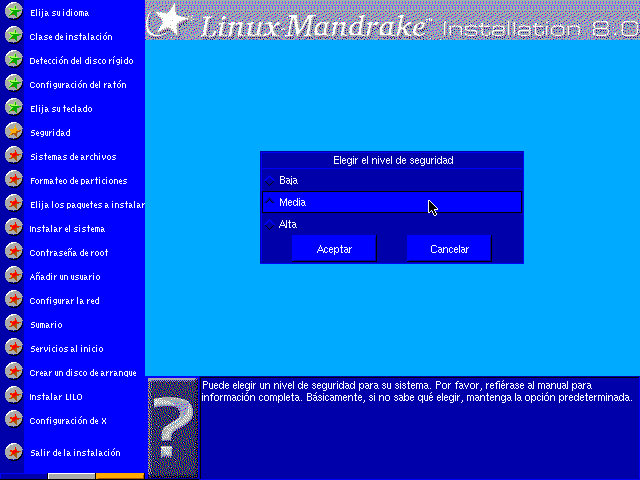 Elija su idioma
Clase de instalación
Detección del disco rígido
Configuración del ratón
Elija su teclado
Seguridad
Sistemas de archivos
Formateo de particiones
Elija los paquetes a instalar
Instalar el sistema
Contraseña de root
Añadir un usuario
Configurar la red
Sumario
Servicios al inicio
Crear un disco de arranque
Instalar LILO
Configuración de X
Salir de la instalación
Linux Mandrake™ Installation 8.0
Elegir el nivel de seguridad
Baja
Media
Alta
Aceptar
Cancelar
Puede elegir un nivel de seguridad para su sistema. Por favor, refiérase al manual para
información completa. Básicamente, si no sabe qué elegir, mantenga la opción predeterminada.
?